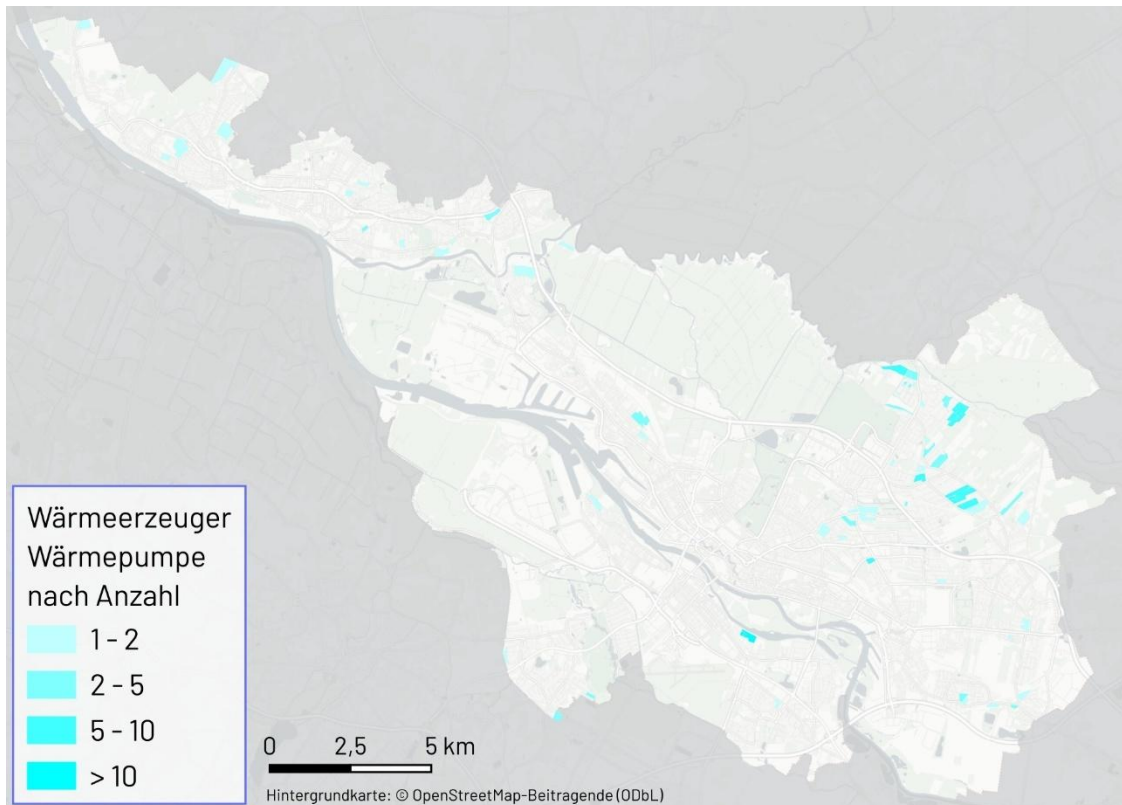 Wärmeerzeuger
Wärmepumpe
nach Anzahl
1 - 2
2 - 5
5 - 10
> 10
0 2,5 5 km
Hintergrundkarte: © OpenStreetMap-Beitragende (ODbL)